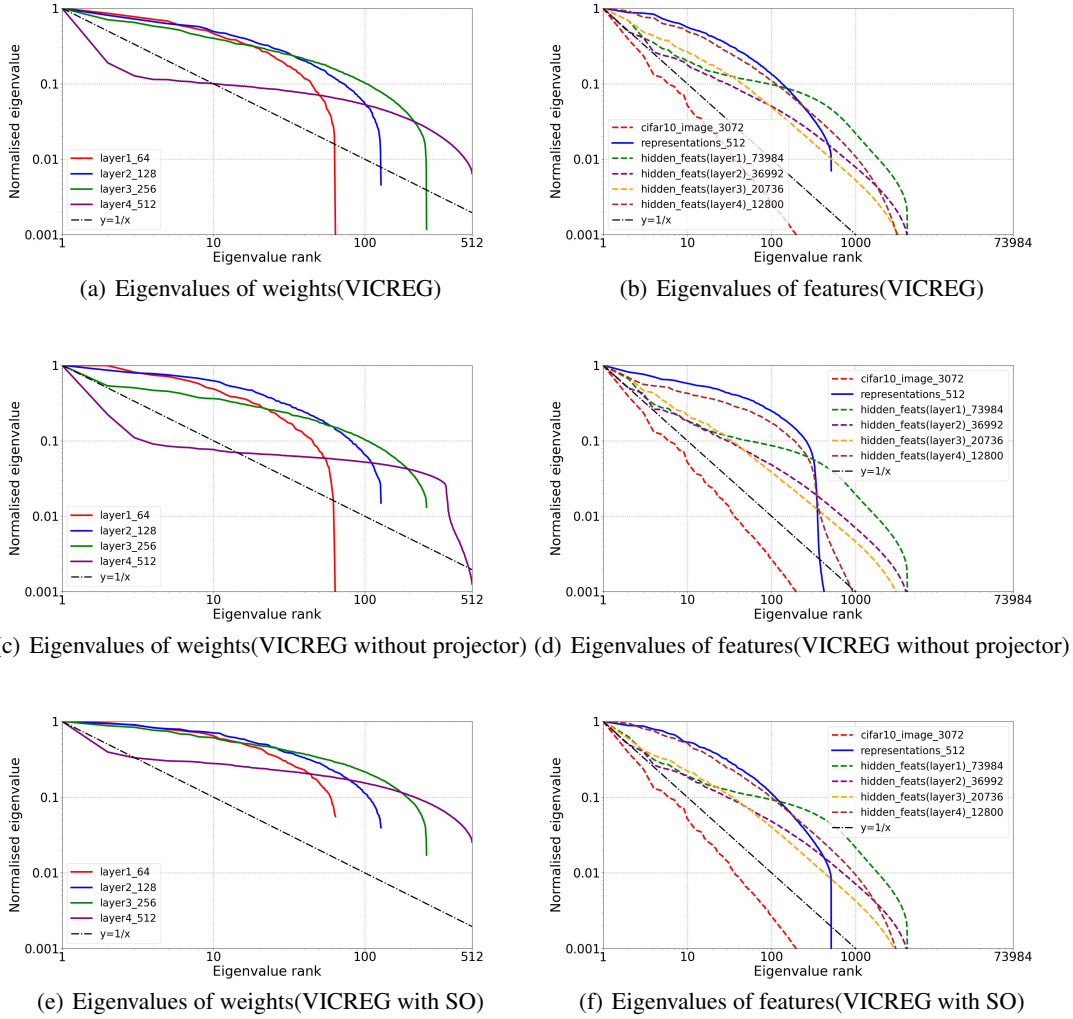 1
0.1
0.01
0.001
Normalised eigenvalue
layer1_64
layer2_128
layer3_256
layer4_512
y=1/x
1
10
100
512
Eigenvalue rank
(a) Eigenvalues of weights(VICREG)
1
0.1
0.01
0.001
Normalised eigenvalue
cifar10_image_3072
representations_512
hidden_feats(layer1)_73984
hidden_feats(layer2)_36992
hidden_feats(layer3)_20736
hidden_feats(layer4)_12800
y=1/x
1
10
100
1000
73984
Eigenvalue rank
(b) Eigenvalues of features(VICREG)
1
0.1
0.01
0.001
Normalised eigenvalue
layer1_64
layer2_128
layer3_256
layer4_512
y=1/x
1
10
100
512
Eigenvalue rank
c) Eigenvalues of weights(VICREG without projector)
1
0.1
0.01
0.001
Normalised eigenvalue
cifar10_image_3072
representations_512
hidden_feats(layer1)_73984
hidden_feats(layer2)_36992
hidden_feats(layer3)_20736
hidden_feats(layer4)_12800
y=1/x
1
10
100
1000
73984
Eigenvalue rank
(d) Eigenvalues of features(VICREG without projector)
1
0.1
0.01
0.001
Normalised eigenvalue
layer1_64
layer2_128
layer3_256
layer4_512
y=1/x
1
10
100
512
Eigenvalue rank
(e) Eigenvalues of weights(VICREG with SO)
1
0.1
0.01
0.001
Normalised eigenvalue
cifar10_image_3072
representations_512
hidden_feats(layer1)_73984
hidden_feats(layer2)_36992
hidden_feats(layer3)_20736
hidden_feats(layer4)_12800
y=1/x
1
10
100
1000
73984
Eigenvalue rank
(f) Eigenvalues of features(VICREG with SO)